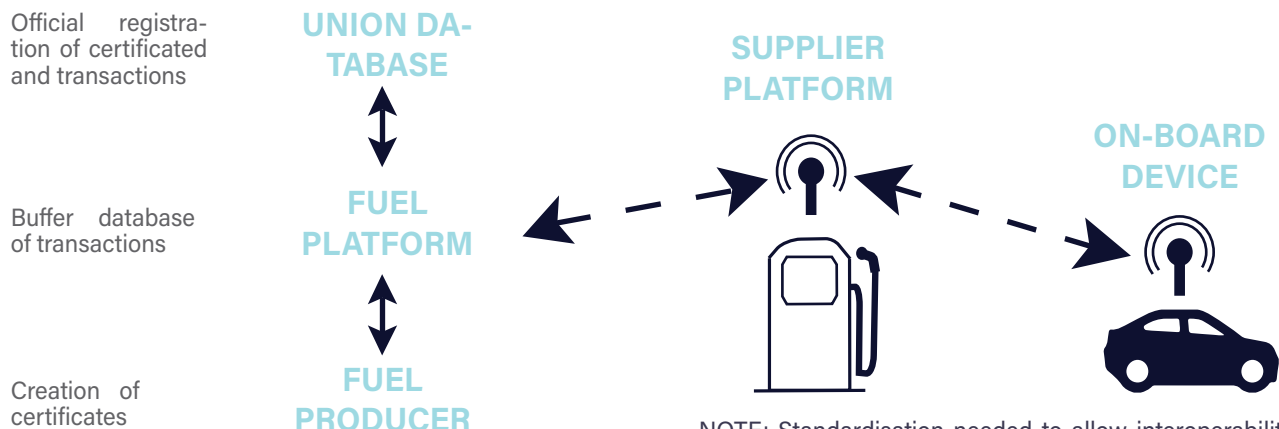 Official registra-
tion of certificated
and transactions
UNION DA-
TABASE
SUPPLIER
PLATFORM
ON-BOARD
DEVICE
Buffer database
of transactions
FUEL
PLATFORM
Creation of
certificates
FUEL
PRODUCER
NOTE: Standardisation needed to allow